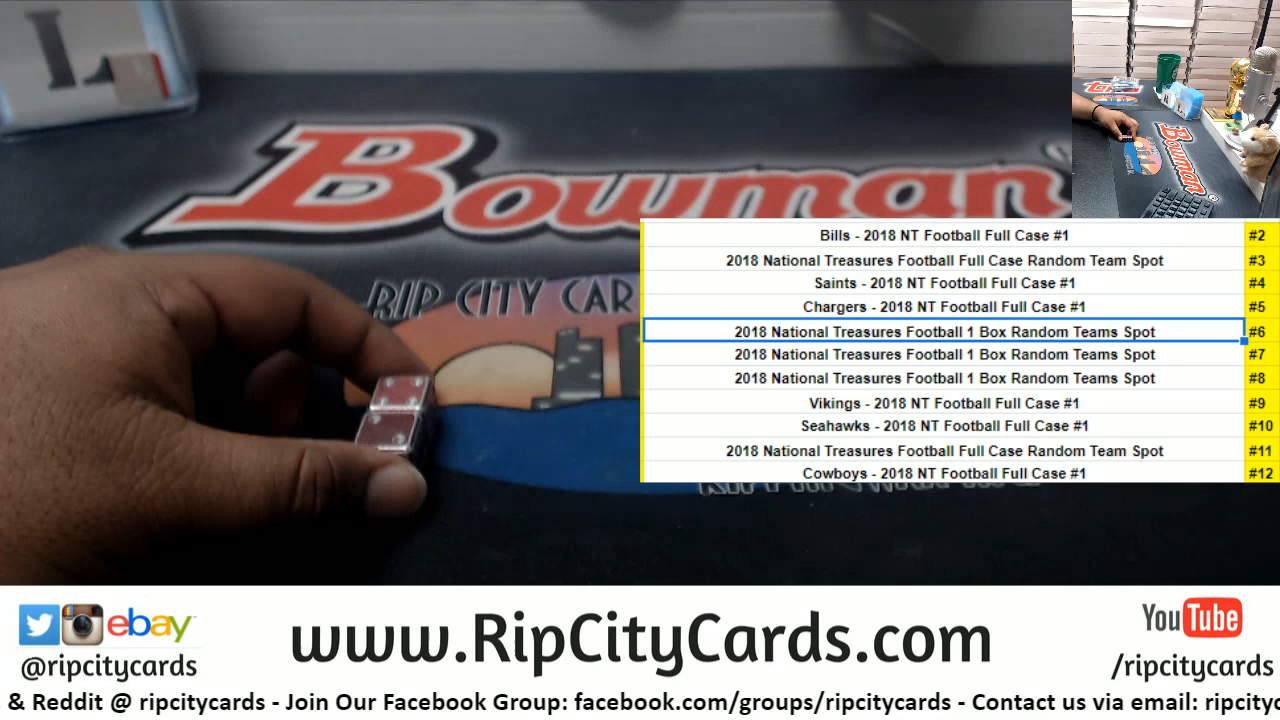 L
Bowman
RIP CITY CAR
Bowman
Bills - 2018 NT Football Full Case #1 #2
2018 National Treasures Football Full Case Random Team Spot #3
Saints - 2018 NT Football Full Case #1 #4
Chargers - 2018 NT Football Full Case #1 #5
2018 National Treasures Football 1 Box Random Teams Spot #6
2018 National Treasures Football 1 Box Random Teams Spot #7
2018 National Treasures Football 1 Box Random Teams Spot #8
Vikings - 2018 NT Football Full Case #1 #9
Seahawks - 2018 NT Football Full Case #1 #10
2018 National Treasures Football Full Case Random Team Spot #11
Cowboys - 2018 NT Football Full Case #1 #12
ebay
@ripcitycards
www.RipCityCards.com
YouTube
/ripcitycards
& Reddit @ ripcitycards - Join Our Facebook Group: facebook.com/groups/ripcitycards - Contact us via email: ripcityc